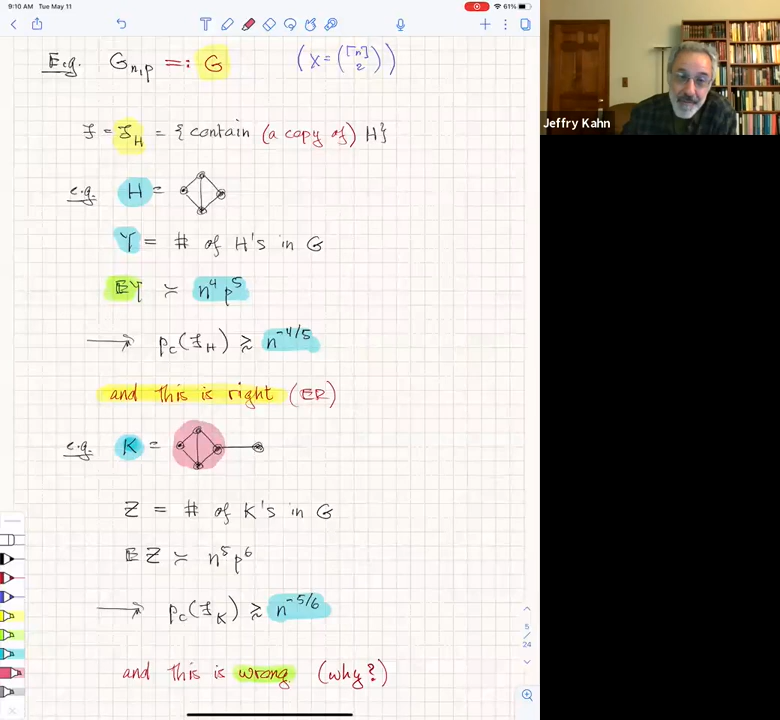 9:10 AM Tue May 11
61%
E.g. G_{n,p} =: G (X = ([n] 2))
ℱ = ℱ_H = {contain (a copy of) H}
e.g. H =
Y = # of H's in G
𝔼Y ≍ n^4 p^5
→ p_c(ℱ_H) ≳ n^{-4/5}
and this is right (ER)
e.g. K =
Z = # of K's in G
𝔼Z ≍ n^5 p^6
→ p_c(ℱ_K) ≳ n^{-5/6}
and this is wrong (why?)
5
/
24
Jeffry Kahn